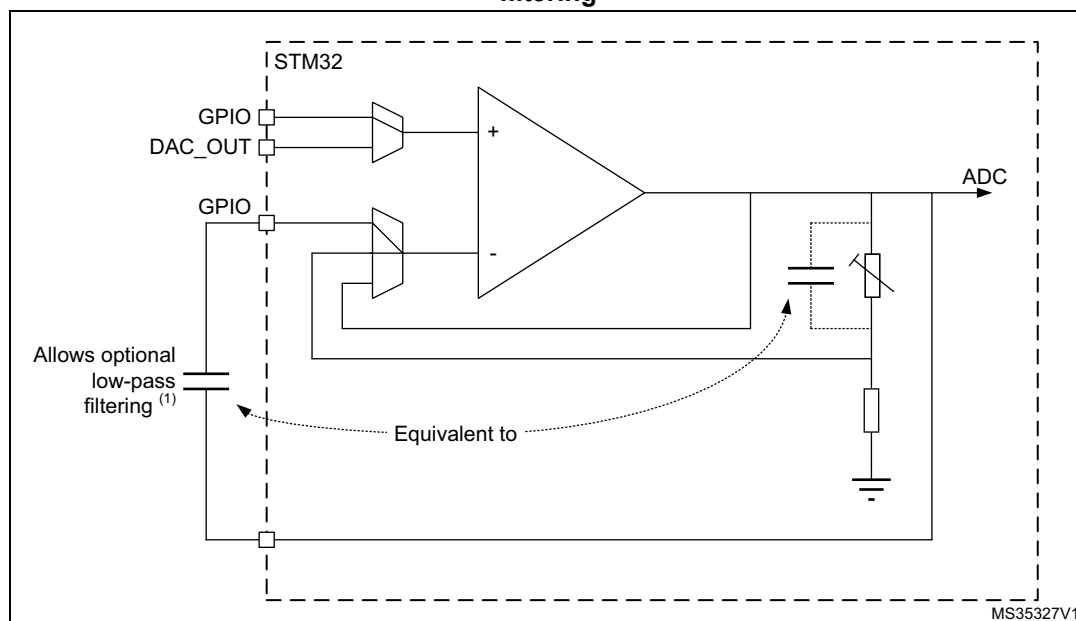 filtering
STM32
GPIO
DAC_OUT
GPIO
+
-
ADC
Allows optional
low-pass
filtering (1)
Equivalent to
MS35327V1